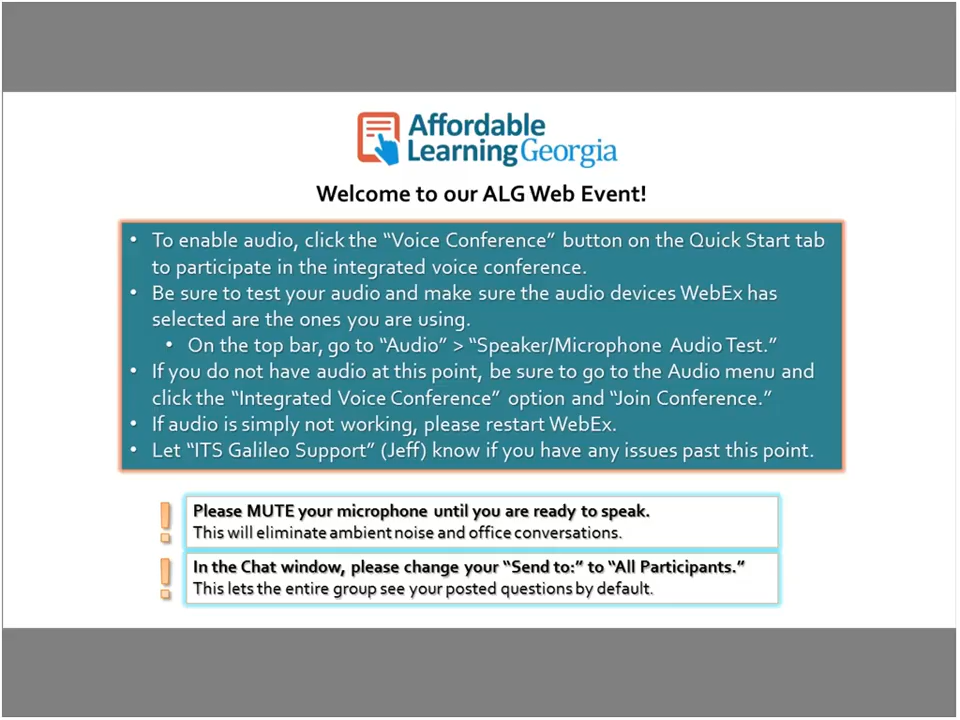 Affordable
Learning Georgia
Welcome to our ALG Web Event!
• To enable audio, click the “Voice Conference” button on the Quick Start tab
to participate in the integrated voice conference.
• Be sure to test your audio and make sure the audio devices WebEx has
selected are the ones you are using.
• On the top bar, go to “Audio” > “Speaker/Microphone Audio Test.”
• If you do not have audio at this point, be sure to go to the Audio menu and
click the “Integrated Voice Conference” option and “Join Conference.”
• If audio is simply not working, please restart WebEx.
• Let “ITS Galileo Support” (Jeff) know if you have any issues past this point.
! Please MUTE your microphone until you are ready to speak.
This will eliminate ambient noise and office conversations.
! In the Chat window, please change your “Send to:” to “All Participants.”
This lets the entire group see your posted questions by default.